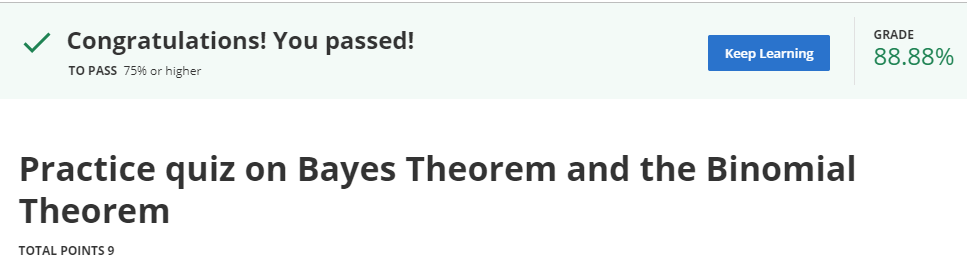 Congratulations! You passed!
TO PASS 75% or higher
Keep Learning
GRADE
88.88%
Practice quiz on Bayes Theorem and the Binomial
Theorem
TOTAL POINTS 9